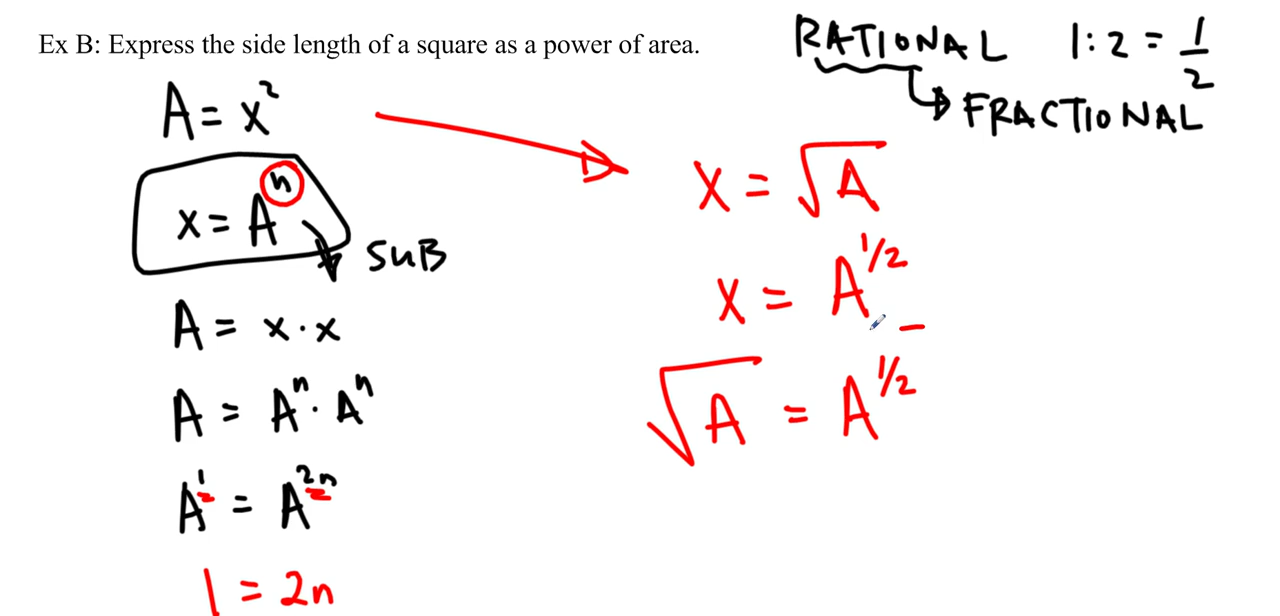 Ex B: Express the side length of a square as a power of area.
RATIONAL 1:2 = 1/2
FRACTIONAL
A = x²
x = Aⁿ
SUB
A = x · x
A = Aⁿ · Aⁿ
A¹ = A²ⁿ
1 = 2n
x = √A
x = A^1/2
√A = A^1/2